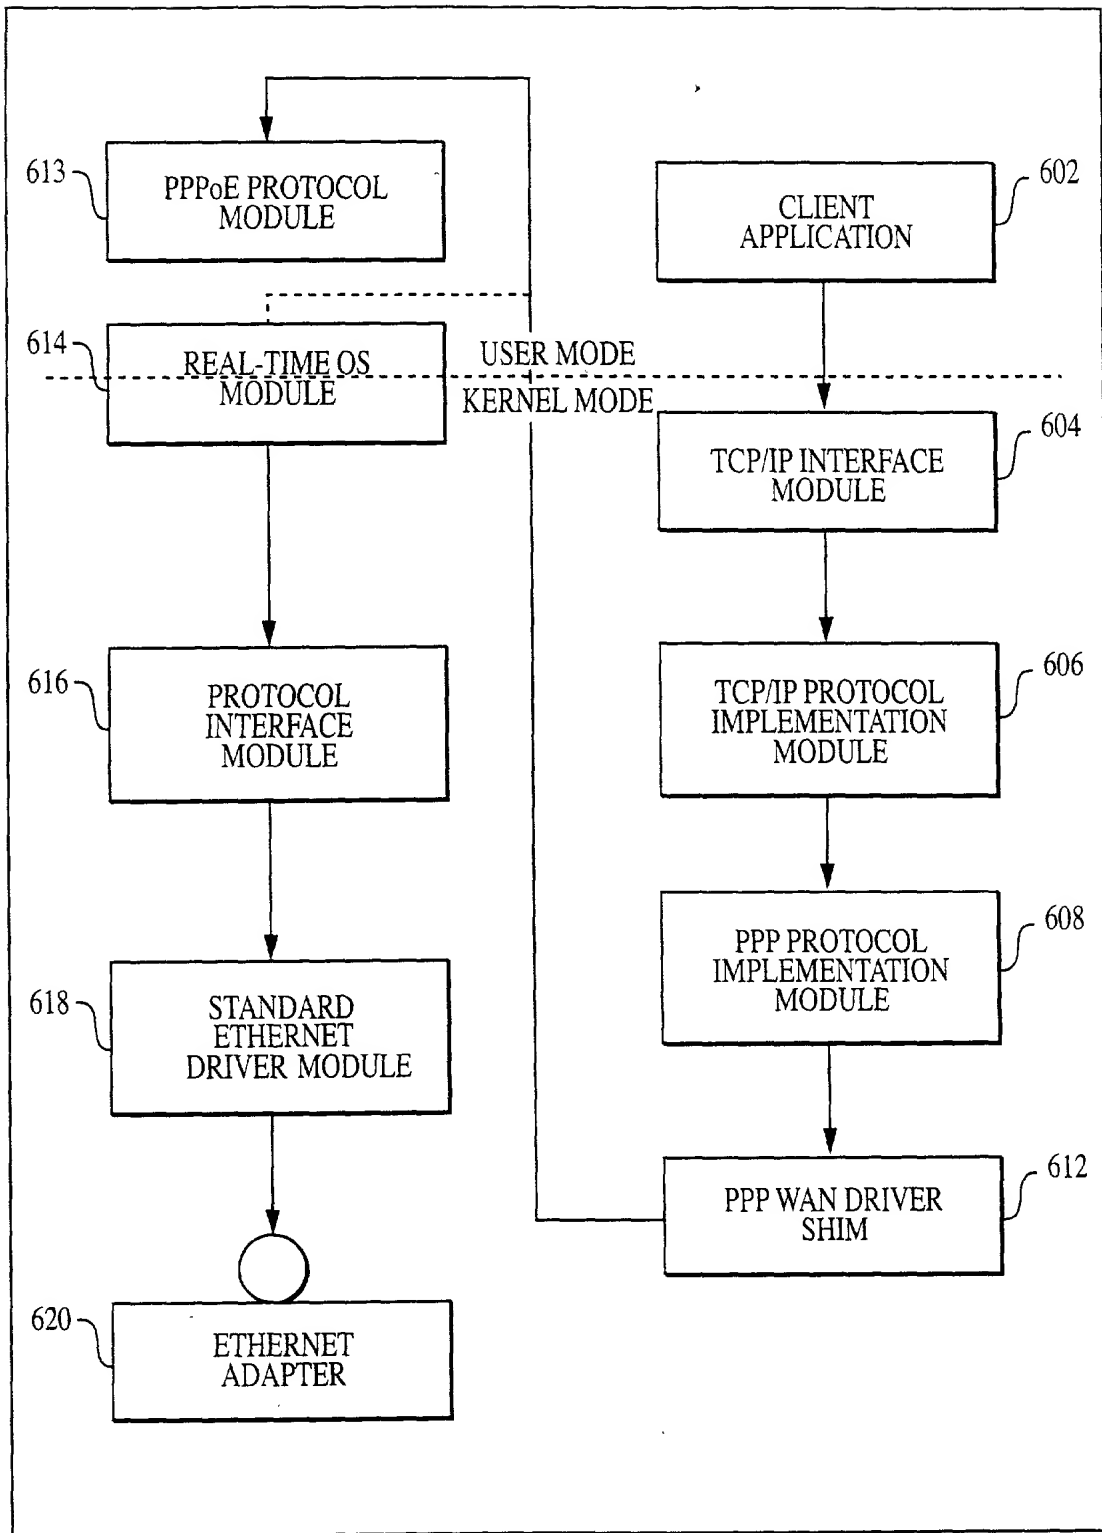 613
PPPoE PROTOCOL
MODULE
602
CLIENT
APPLICATION
614
REAL-TIME OS
MODULE
USER MODE
KERNEL MODE
604
TCP/IP INTERFACE
MODULE
616
PROTOCOL
INTERFACE
MODULE
606
TCP/IP PROTOCOL
IMPLEMENTATION
MODULE
608
PPP PROTOCOL
IMPLEMENTATION
MODULE
618
STANDARD
ETHERNET
DRIVER MODULE
612
PPP WAN DRIVER
SHIM
620
ETHERNET
ADAPTER